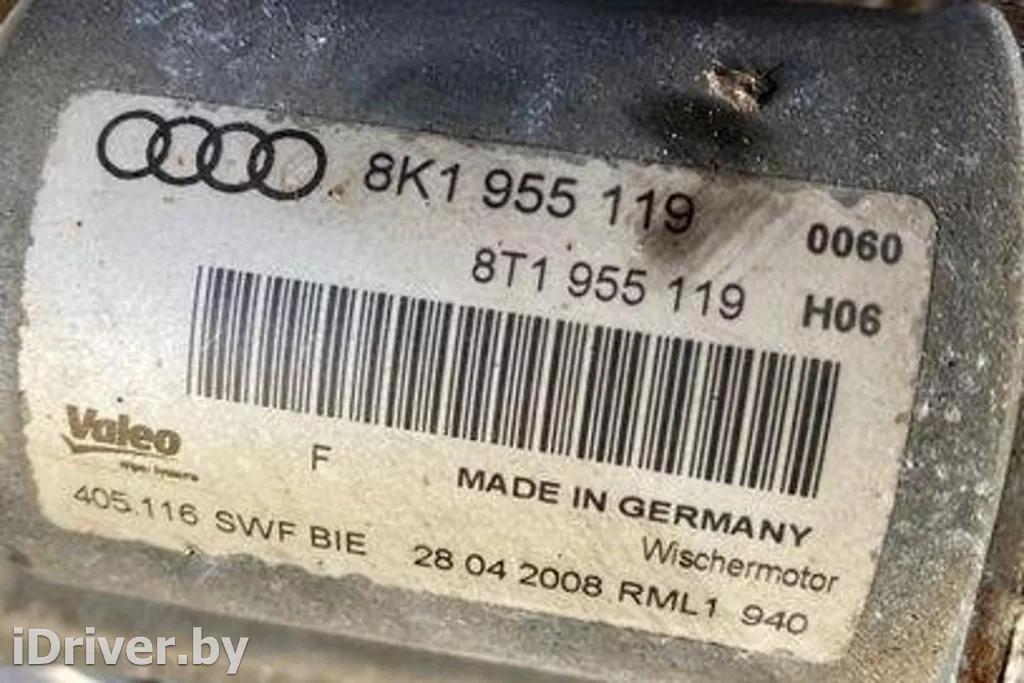 8K1 955 119
0060
8T1 955 119
H06
Valeo
F
MADE IN GERMANY
Wischermotor
405.116 SWF BIE 28 04 2008 RML1 940
iDriver.by